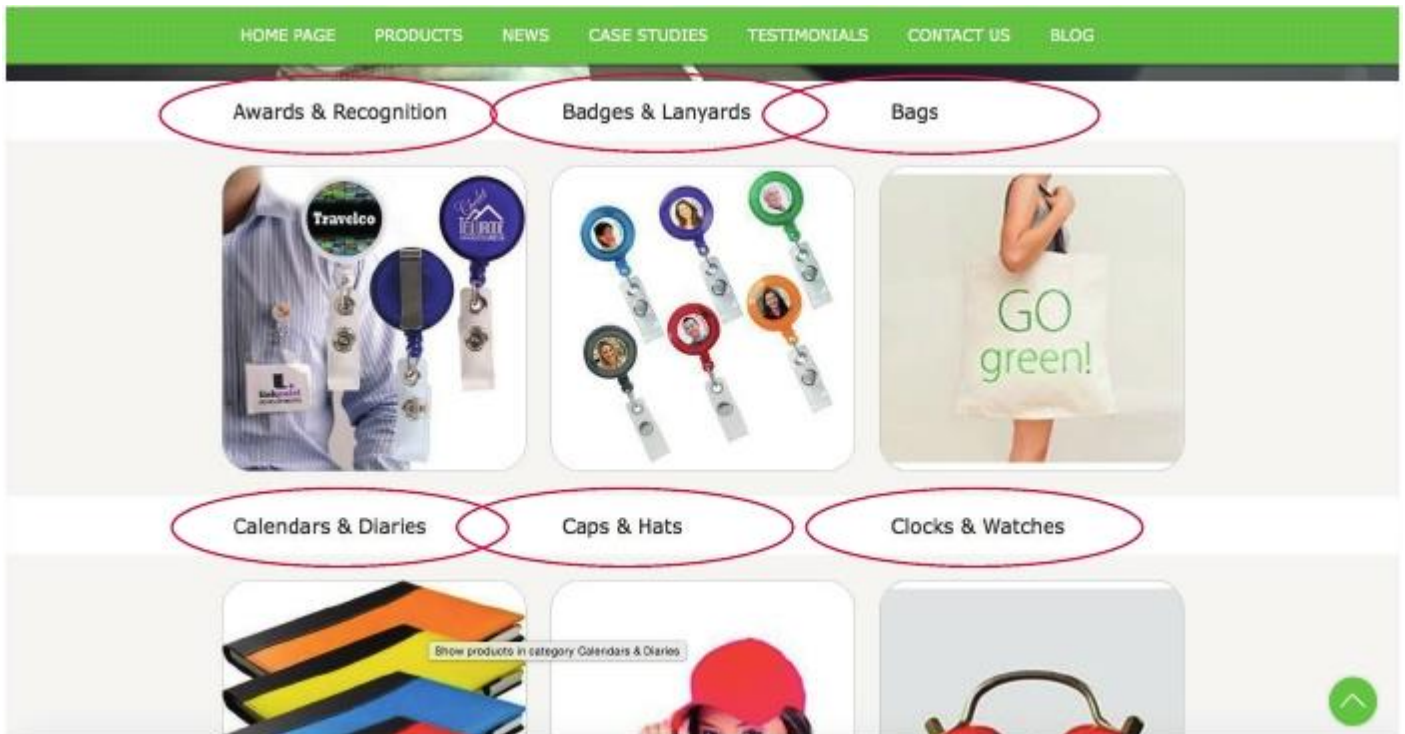 HOME PAGE PRODUCTS NEWS CASE STUDIES TESTIMONIALS CONTACT US BLOG
Awards & Recognition Badges & Lanyards Bags
Travelco
GO
green!
Calendars & Diaries Caps & Hats Clocks & Watches
Show products in category Calendars & Diaries